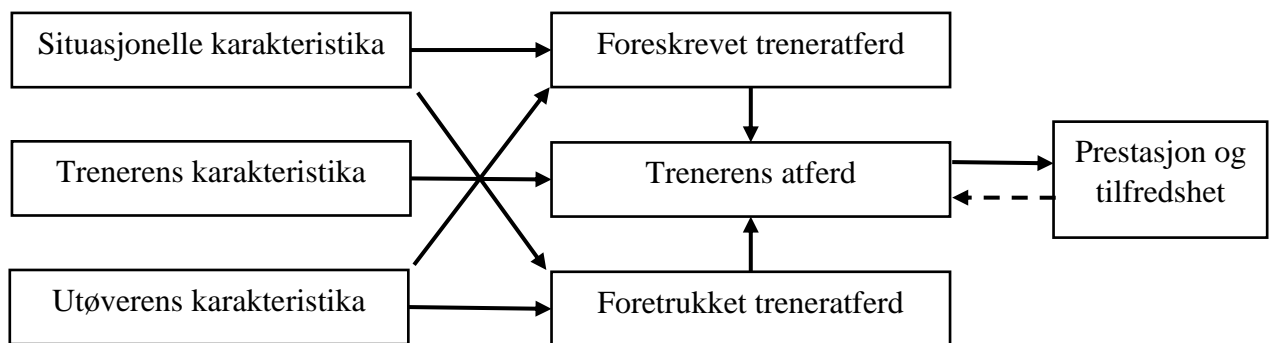 Situasjonelle karakteristika
Foreskrevet treneratferd
Trenerens karakteristika
Trenerens atferd
Prestasjon og
tilfredshet
Utøverens karakteristika
Foretrukket treneratferd